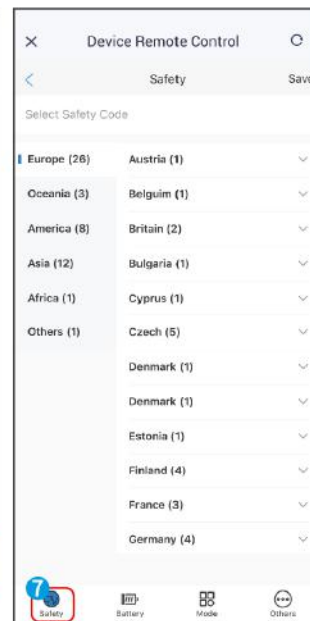 Device Remote Control
Safety
Save
Select Safety Code
Europe (26)
Austria (1)
Oceania (3)
Belguim (1)
America (8)
Britain (2)
Asia (12)
Bulgaria (1)
Africa (1)
Cyprus (1)
Others (1)
Czech (5)
Denmark (1)
Denmark (1)
Estonia (1)
Finland (4)
France (3)
Germany (4)
7
Safety
Battery
Mode
Others